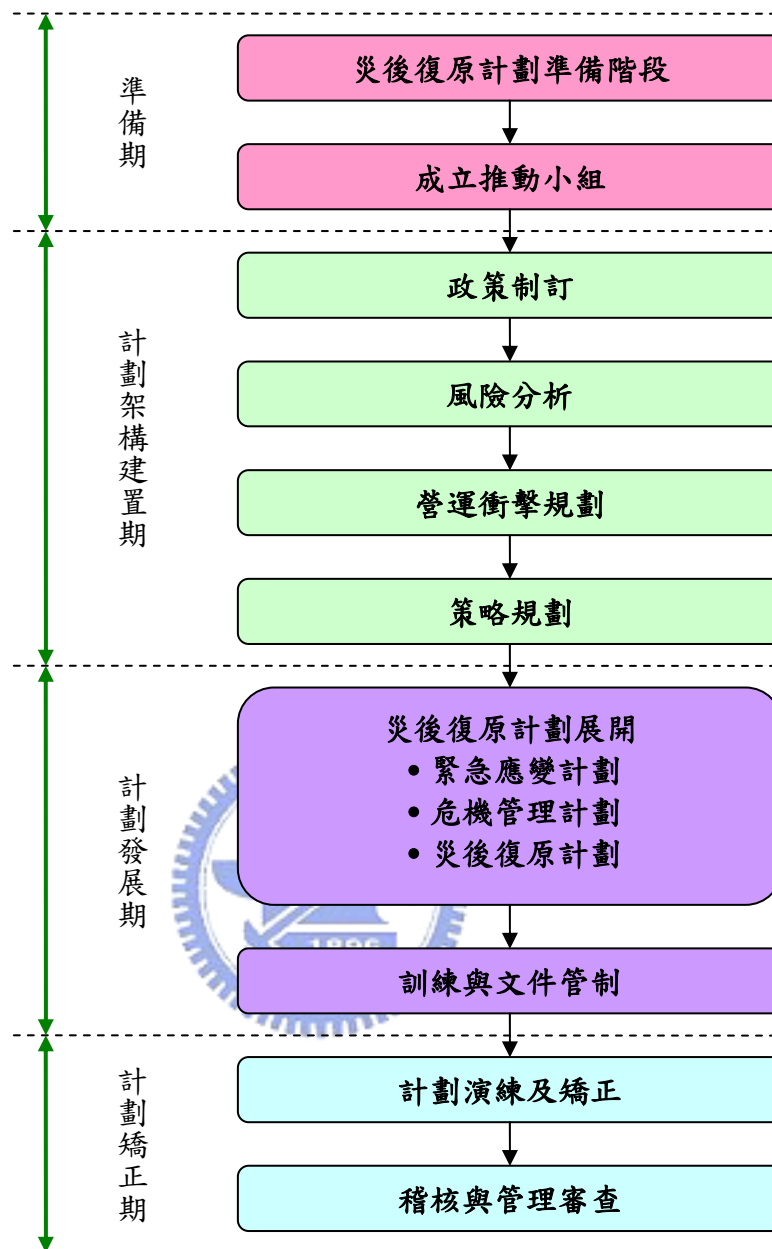 準備期
災後復原計劃準備階段
成立推動小組
計劃架構建置期
政策制訂
風險分析
營運衝擊規劃
策略規劃
計劃發展期
災後復原計劃展開
• 緊急應變計劃
• 危機管理計劃
• 災後復原計劃
1896
訓練與文件管制
計劃矯正期
計劃演練及矯正
稽核與管理審查